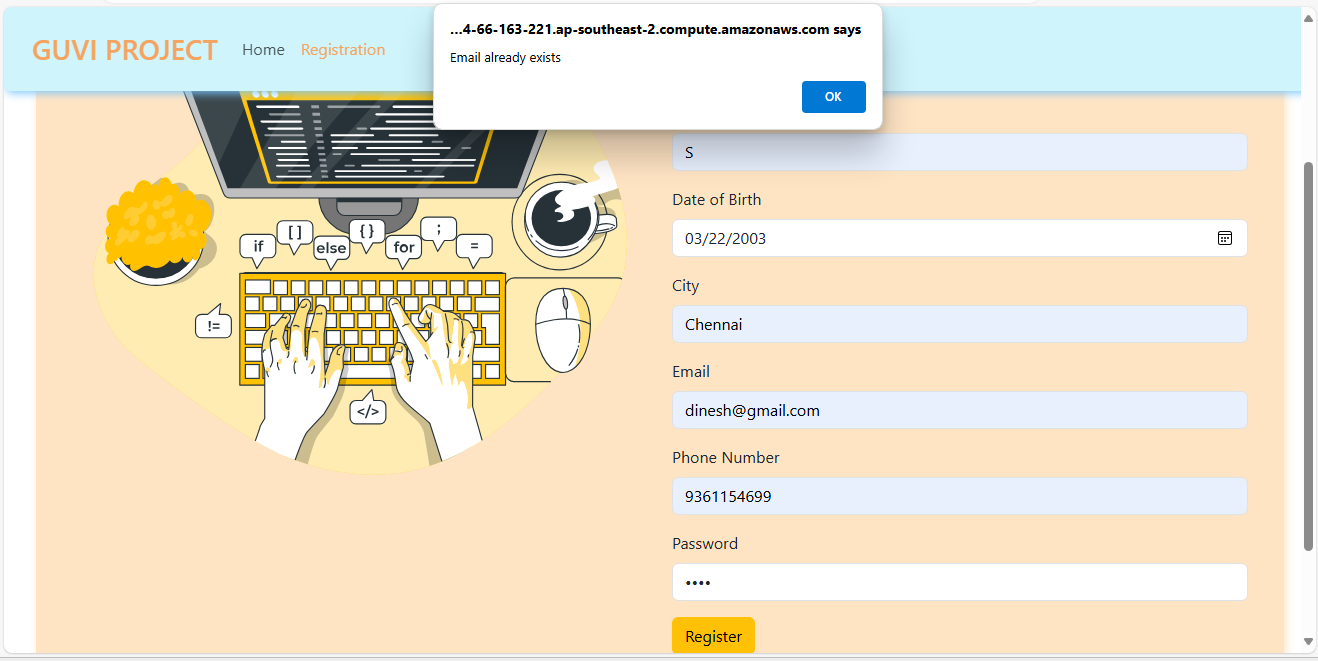 ...4-66-163-221.ap-southeast-2.compute.amazonaws.com says
Email already exists
OK
GUVI PROJECT
Home
Registration
if
[ ]
else
{ }
for
;
=
!=
</>
S
Date of Birth
03/22/2003
City
Chennai
Email
dinesh@gmail.com
Phone Number
9361154699
Password
••••
Register